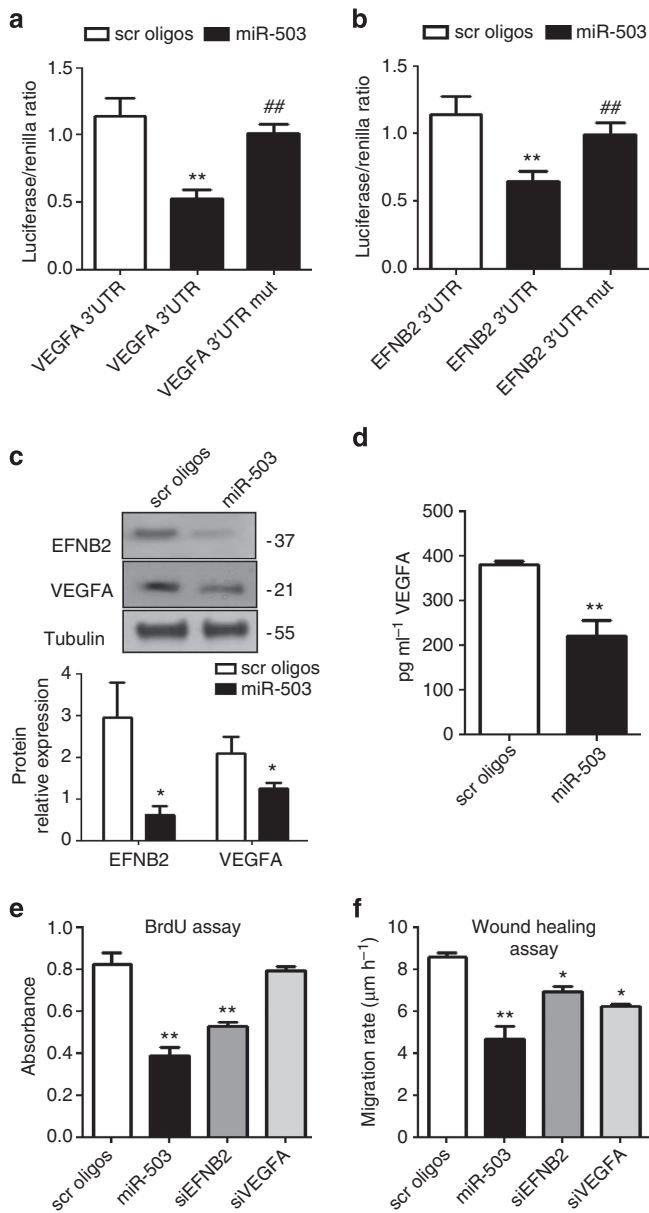 a
scr oligos miR-503
Luciferase/renilla ratio
1.5
1.0
0.5
0.0
**
##
VEGFA 3′UTR
VEGFA 3′UTR
VEGFA 3′UTR mut
b
scr oligos miR-503
Luciferase/renilla ratio
1.5
1.0
0.5
0.0
**
##
EFNB2 3′UTR
EFNB2 3′UTR
EFNB2 3′UTR mut
c
scr oligos miR-503
EFNB2 -37
VEGFA -21
Tubulin -55
scr oligos
miR-503
Protein
relative expression
4
3
2
1
0
*
*
EFNB2 VEGFA
d
pg ml⁻¹ VEGFA
500
400
300
200
100
0
**
scr oligos
miR-503
e
BrdU assay
Absorbance
1.0
0.8
0.6
0.4
0.2
0.0
**
**
scr oligos
miR-503
siEFNB2
siVEGFA
f
Wound healing
assay
Migration rate (μm h⁻¹)
10
8
6
4
2
0
**
*
*
scr oligos
miR-503
siEFNB2
siVEGFA